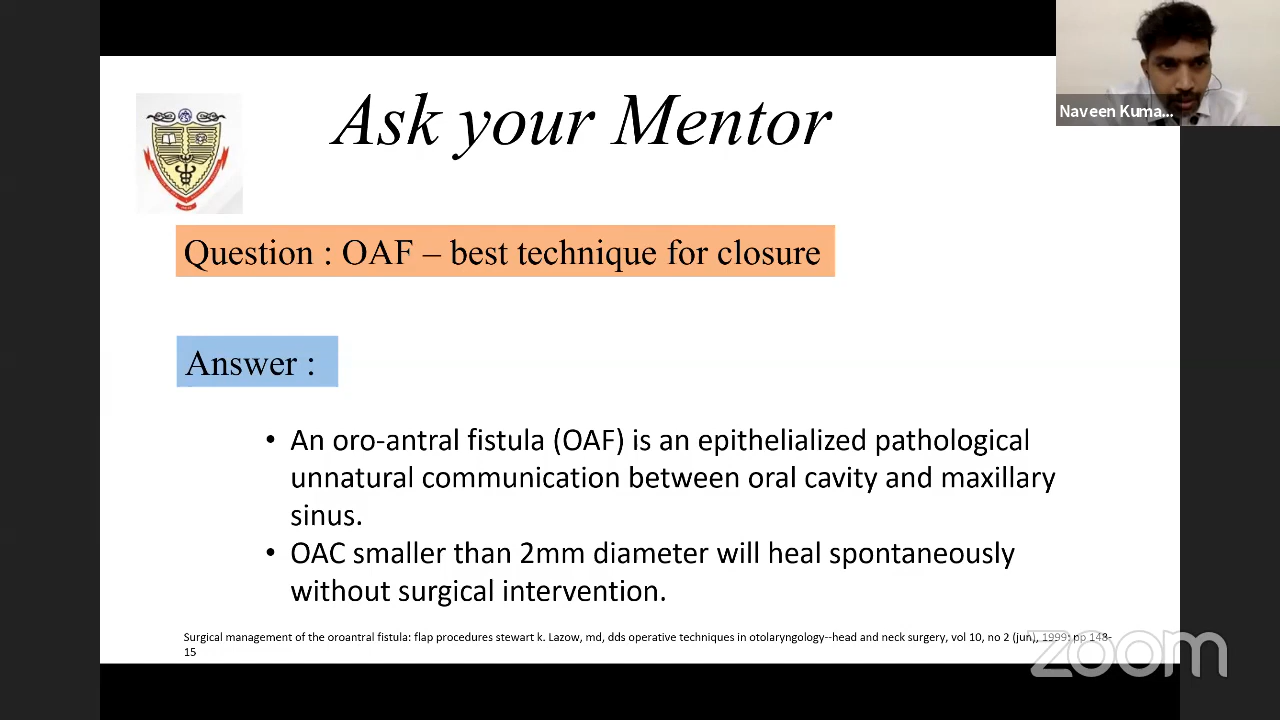 Ask your Mentor
Naveen Kuma...
Question : OAF – best technique for closure
Answer :
• An oro-antral fistula (OAF) is an epithelialized pathological
unnatural communication between oral cavity and maxillary
sinus.
• OAC smaller than 2mm diameter will heal spontaneously
without surgical intervention.
Surgical management of the oroantral fistula: flap procedures stewart k. Lazow, md, dds operative techniques in otolaryngology--head and neck surgery, vol 10, no 2 (jun), 1999: pp 148-
15
zoom